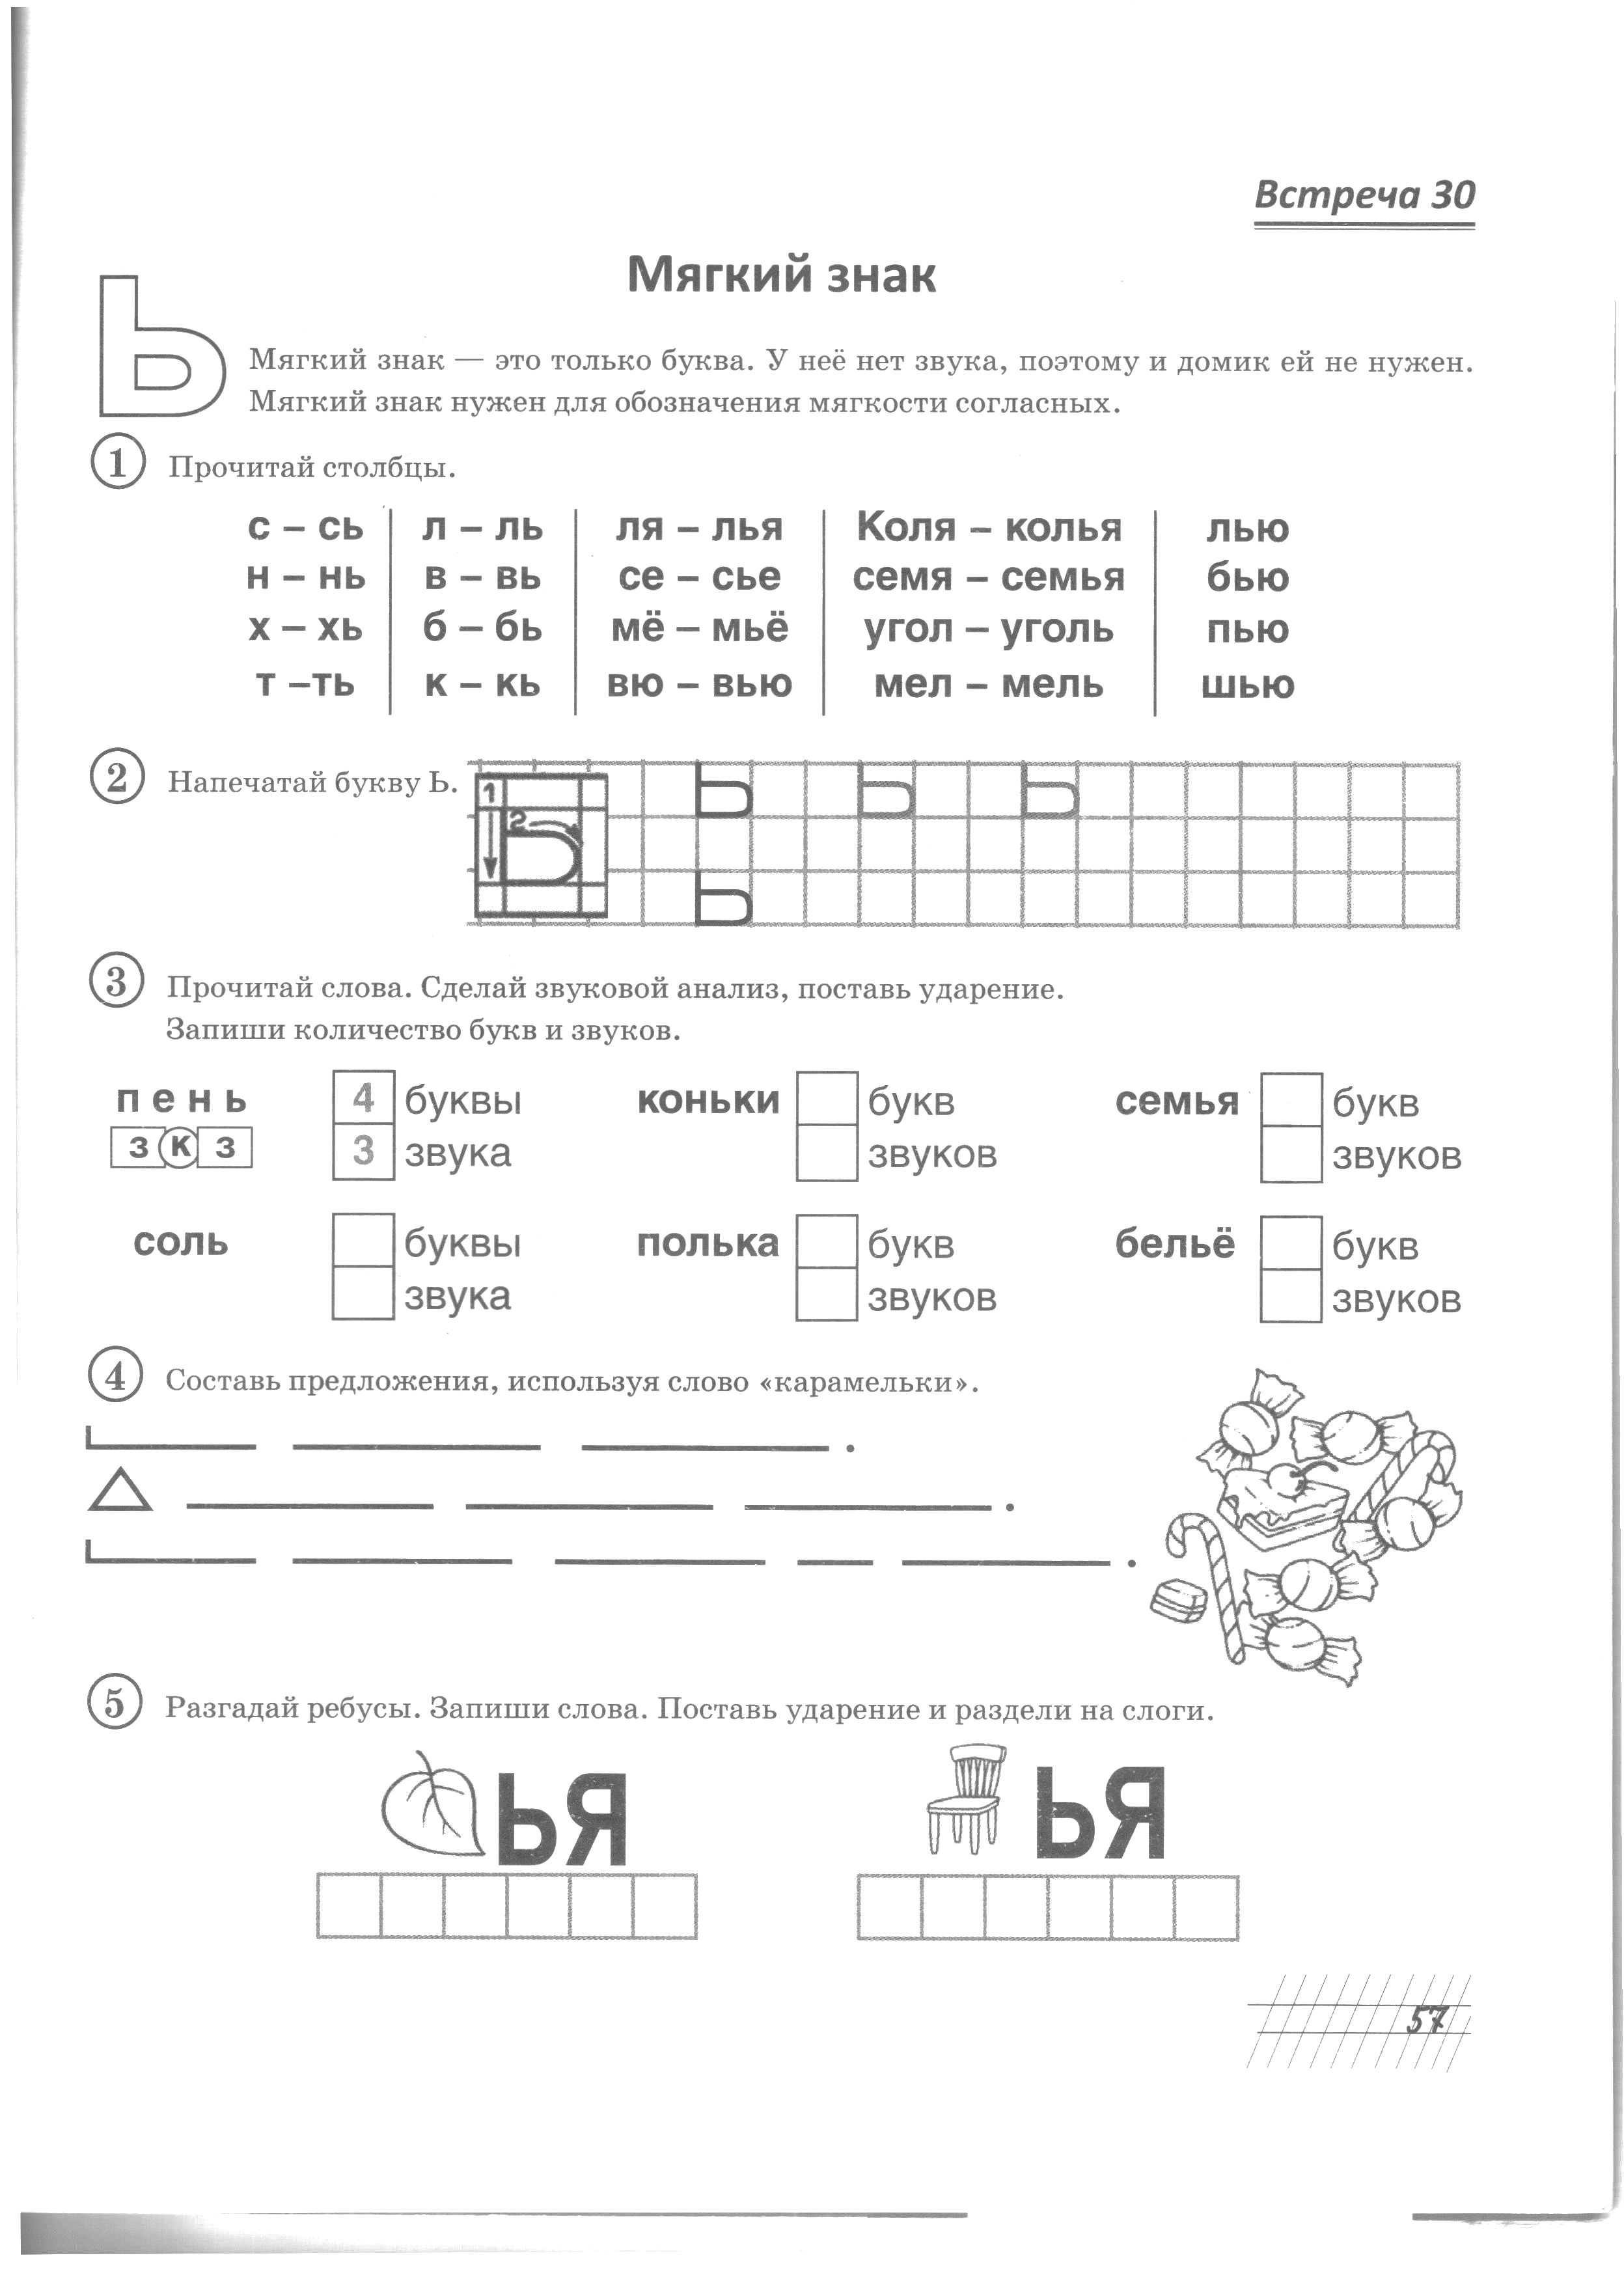 Встреча 30
Мягкий знак
Ь
Мягкий знак — это только буква. У неё нет звука, поэтому и домик ей не нужен.
Мягкий знак нужен для обозначения мягкости согласных.
1 Прочитай столбцы.
с – сь л – ль ля – лья Коля – колья лью
н – нь в – вь се – сье семя – семья бью
х – хь б – бь мё – мьё угол – уголь пью
т –ть к – кь вю – вью мел – мель шью
2 Напечатай букву Ь.
1 Ь Ь Ь
2 Ь
Ь
3 Прочитай слова. Сделай звуковой анализ, поставь ударение.
Запиши количество букв и звуков.
п е н ь 4 буквы коньки букв семья букв
з к з 3 звука звуков звуков
соль буквы полька букв бельё букв
звука звуков звуков
4 Составь предложения, используя слово «карамельки».
5 Разгадай ребусы. Запиши слова. Поставь ударение и раздели на слоги.
ЬЯ ЬЯ
57